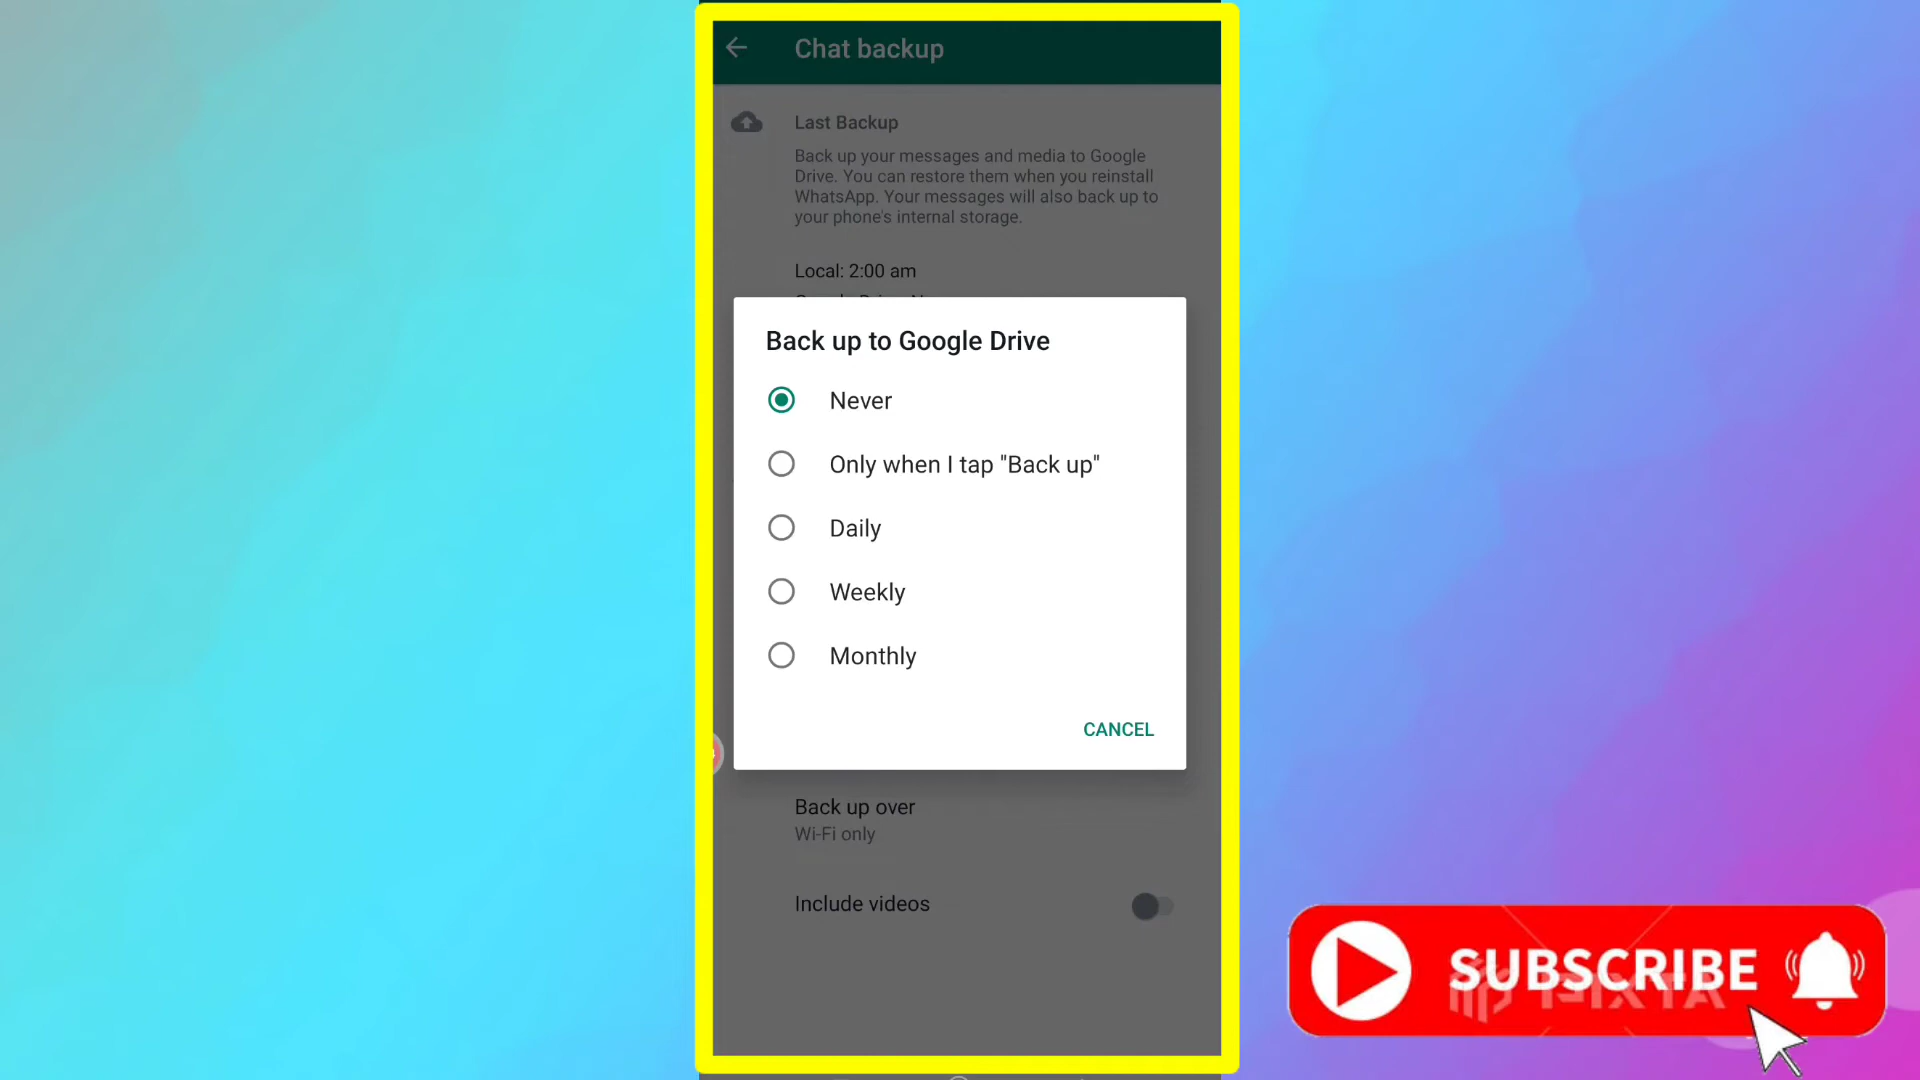 Chat backup
Last Backup
Back up your messages and media to Google
Drive. You can restore them when you reinstall
WhatsApp. Your messages will also back up to
your phone's internal storage.
Local: 2:00 am
Back up to Google Drive
Never
Only when I tap "Back up"
Daily
Weekly
Monthly
CANCEL
Back up over
Wi-Fi only
Include videos
SUBSCRIBE
PIXTA